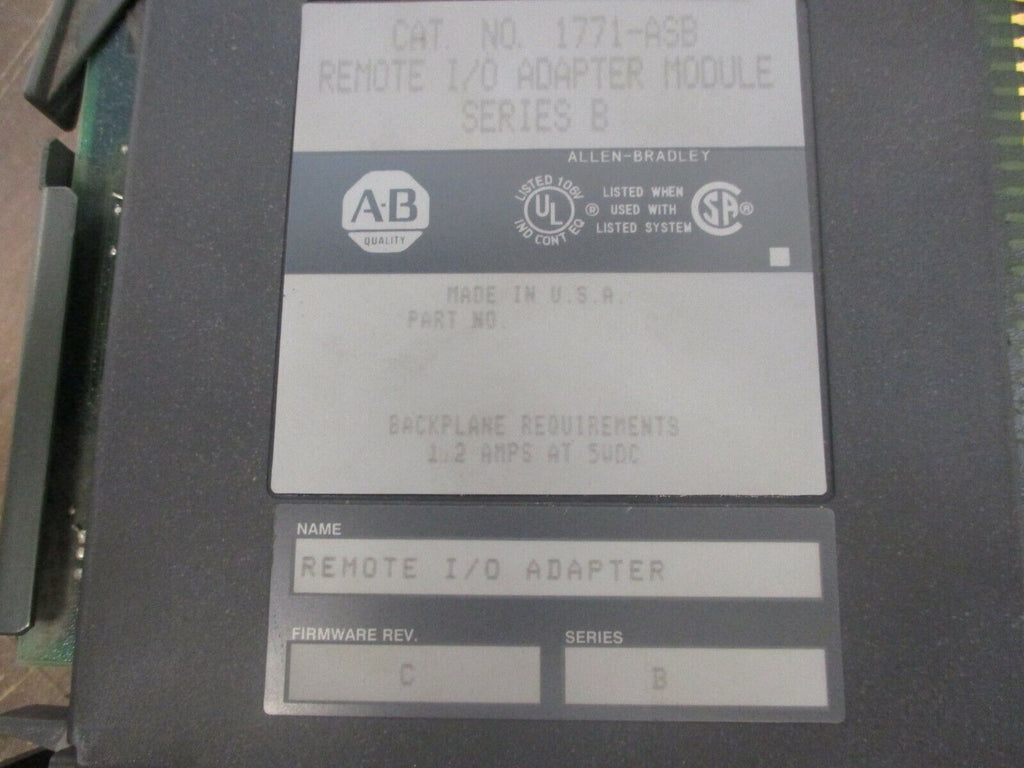 CAT. NO. 1771-ASB
REMOTE I/O ADAPTER MODULE
SERIES B
ALLEN-BRADLEY
A-B
QUALITY
LISTED 106V
UL
IND CONT EQ
®
LISTED WHEN
USED WITH
LISTED SYSTEM
SA
®
MADE IN U.S.A.
PART NO.
BACKPLANE REQUIREMENTS
1.2 AMPS AT 5VDC
NAME
REMOTE I/O ADAPTER
FIRMWARE REV.
C
SERIES
B